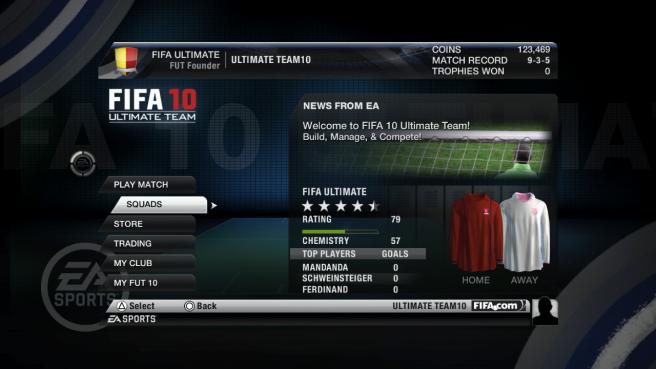 FIFA ULTIMATE
FUT Founder
ULTIMATE TEAM10
COINS 123,469
MATCH RECORD 9-3-5
TROPHIES WON 0
FIFA 10
ULTIMATE TEAM
NEWS FROM EA
Welcome to FIFA 10 Ultimate Team!
Build, Manage, & Compete!
PLAY MATCH
SQUADS
STORE
TRADING
MY CLUB
MY FUT 10
FIFA ULTIMATE
RATING 79
CHEMISTRY 57
TOP PLAYERS GOALS
MANDANDA 0
SCHWEINSTEIGER 0
FERDINAND 0
HOME AWAY
EA
SPORTS
Select Back
ULTIMATE TEAM10 FIFA.com
EA SPORTS